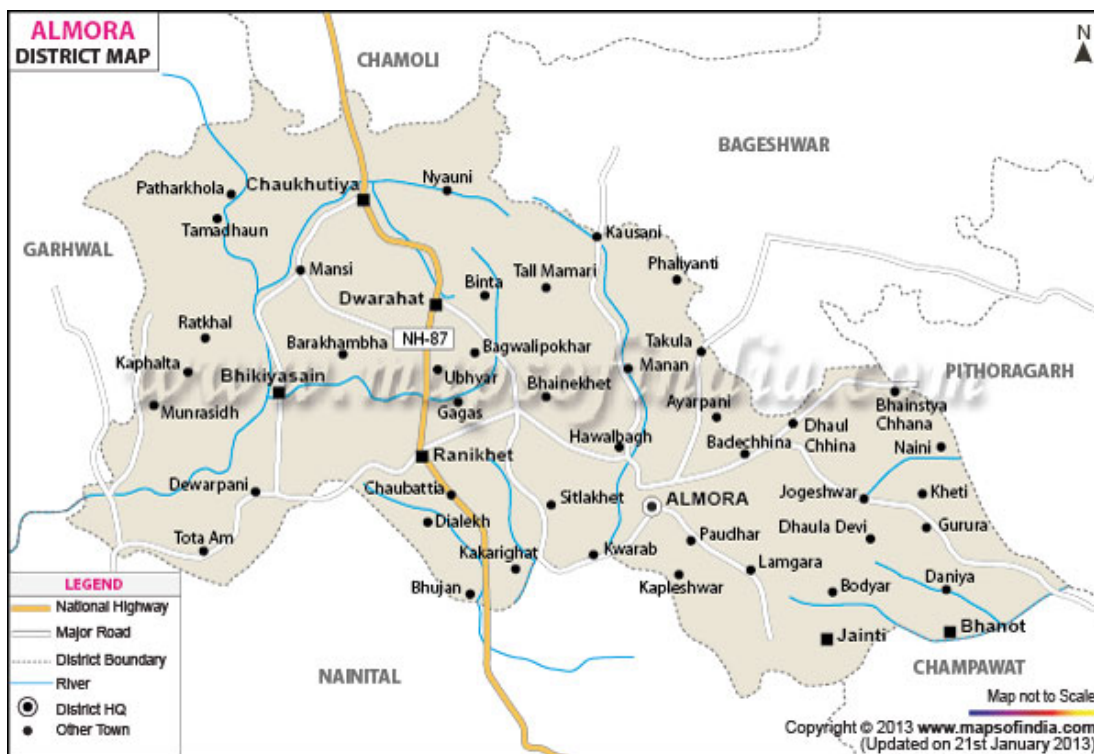 ALMORA
DISTRICT MAP
N
CHAMOLI
BAGESHWAR
Patharkhola
Chaukhutiya
Nyauni
Tamadhaun
Kausani
GARHWAL
Mansi
Binta
Tall Mamari
Phaliyanti
Dwarahat
Ratkhal
Barakhambha
NH-87
Bagwalipokhar
Takula
Manan
www.mapsofindia.com
Kaphalta
Bhikiyasain
Ubhyar
Bhainekhet
PITHORAGARH
Munrasidh
Gagas
Ayarpani
Bhainstya
Chhana
Dhaul
Chhina
Hawalbagh
Badechhina
Naini
Ranikhet
Dewarpani
Chaubattia
Sitlakhet
ALMORA
Jogeshwar
Kheti
Dialekh
Paudhar
Dhaula Devi
Gurura
Tota Am
Kakarighat
Kwarab
Lamgara
Bhujan
Kapleshwar
Bodyar
Daniya
Jainti
Bhanot
NAINITAL
CHAMPAWAT
LEGEND
National Highway
Major Road
District Boundary
River
District HQ
Other Town
Map not to Scale
Copyright © 2013 www.mapsofindia.com
(Updated on 21st January 2013)